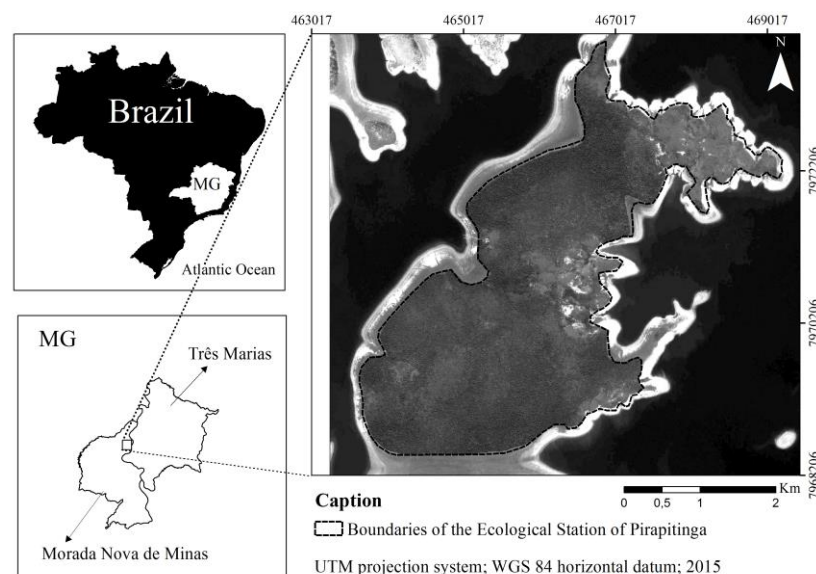 Brazil
MG
Atlantic Ocean
MG
Três Marias
Morada Nova de Minas
463017 465017 467017 469017
N
7972206
7970206
7968206
Km
0 0,5 1 2
Caption
Boundaries of the Ecological Station of Pirapitinga
UTM projection system; WGS 84 horizontal datum; 2015